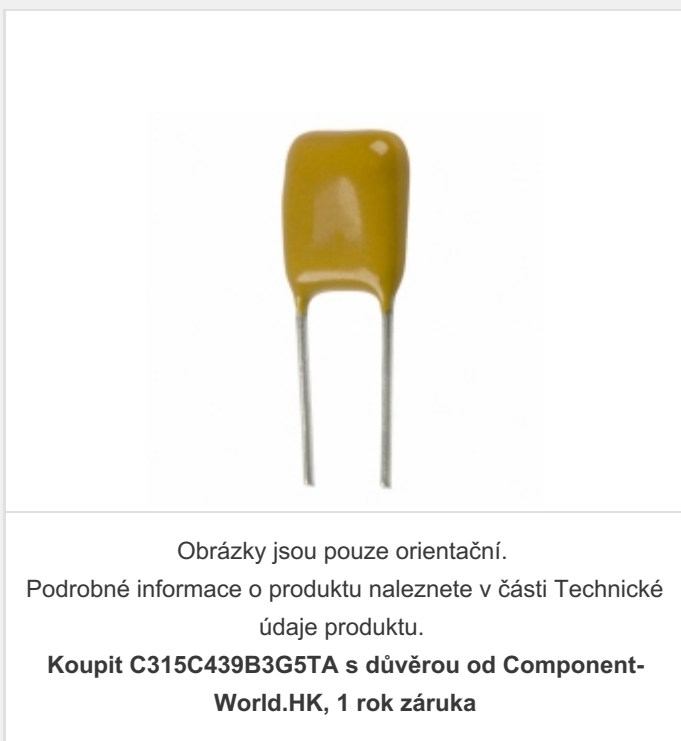 Obrázky jsou pouze orientační.
Podrobné informace o produktu naleznete v části Technické
údaje produktu.
Koupit C315C439B3G5TA s důvěrou od Component-
World.HK, 1 rok záruka